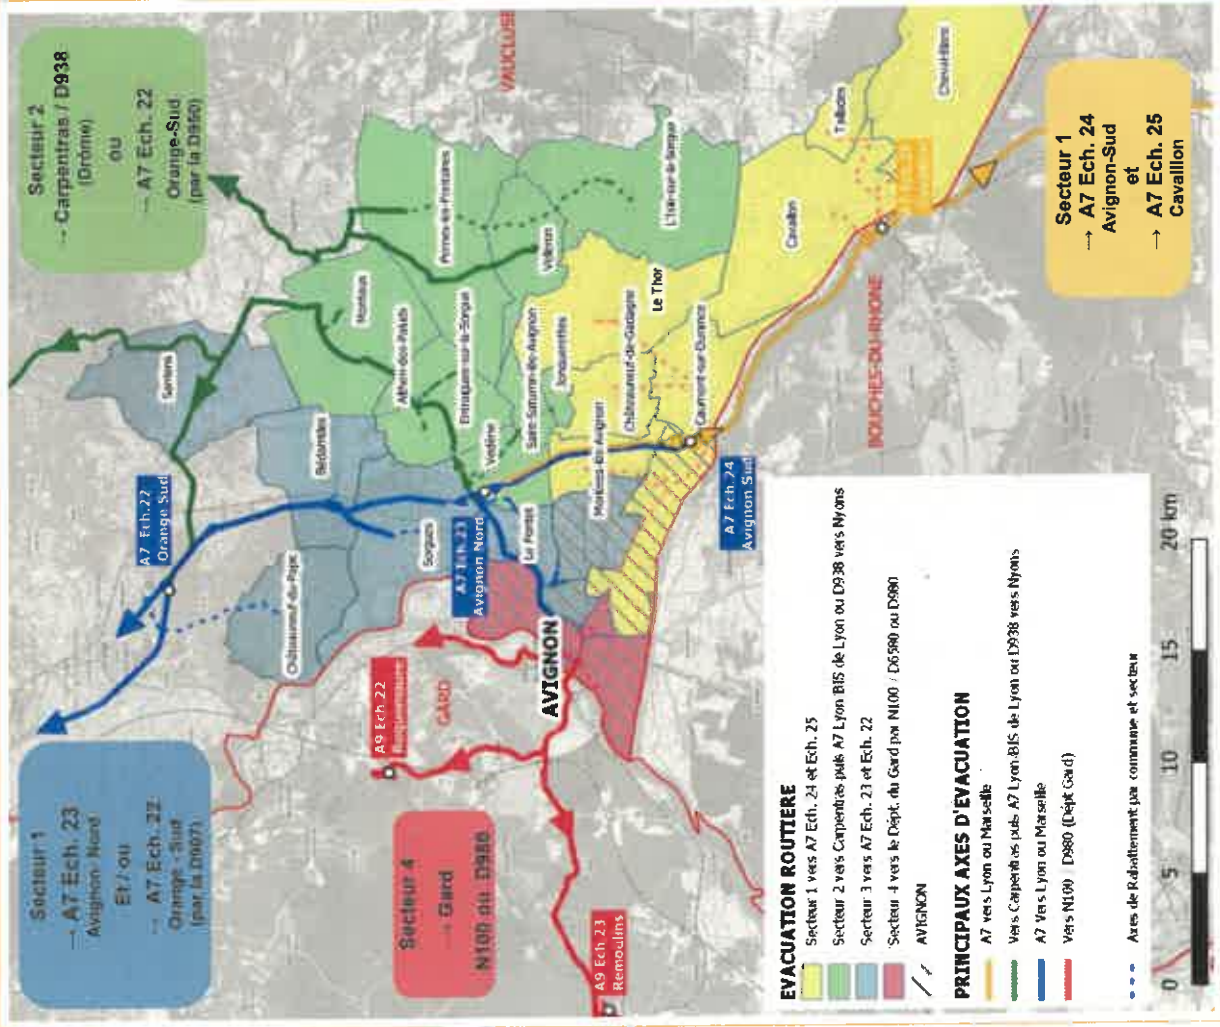 Secteur 2
→ Carpentras / D938
(Drôme)
ou
→ A7 Ech. 22
Orange-Sud
(par la D950)
VAUCLUSE
Cheval-Blanc
Taillades
Cavaillon
L'Isle-sur-la-Sorgue
Pernes-les-Fontaines
Velleron
Le Thor
Monteux
Althen-des-Paluds
Entraigues-sur-la-Sorgue
Saint-Saturnin-lès-Avignon
Jonquerettes
Châteauneuf-de-Gadagne
Caumont-sur-Durance
Vedène
Morières-lès-Avignon
Sarrians
Bédarrides
Sorgues
Le Pontet
Châteauneuf-du-Pape
A7 Ech.22
Orange Sud
A7 Ech.23
Avignon Nord
A7 Ech.24
Avignon Sud
AVIGNON
GARD
BOUCHES-DU-RHONE
A9 Ech 22
Roquemaure
A9 Ech 23
Remoulins
Secteur 1
→ A7 Ech. 24
Avignon-Sud
et
→ A7 Ech. 25
Cavaillon
Secteur 1
→ A7 Ech. 23
Avignon Nord
Et / ou
→ A7 Ech. 22
Orange - Sud
(par la D907)
Secteur 4
→ Gard
N100 ou D980
EVACUATION ROUTIERE
Secteur 1 vers A7 Ech. 24 et Ech. 25
Secteur 2 vers Carpentras puis A7 Lyon BIS de Lyon ou D938 vers Nyons
Secteur 3 vers A7 Ech. 23 et Ech. 22
Secteur 4 vers le Dépt. du Gard par N100 / D6580 ou D980
AVIGNON
PRINCIPAUX AXES D'EVACUATION
A7 vers Lyon ou Marseille
Vers Carpentras puis A7 Lyon-BIS de Lyon ou D938 vers Nyons
A7 Vers Lyon ou Marseille
Vers N100 / D980 (Dépt Gard)
Axes de Rabattement par commune et secteur
0 5 10 15 20 km